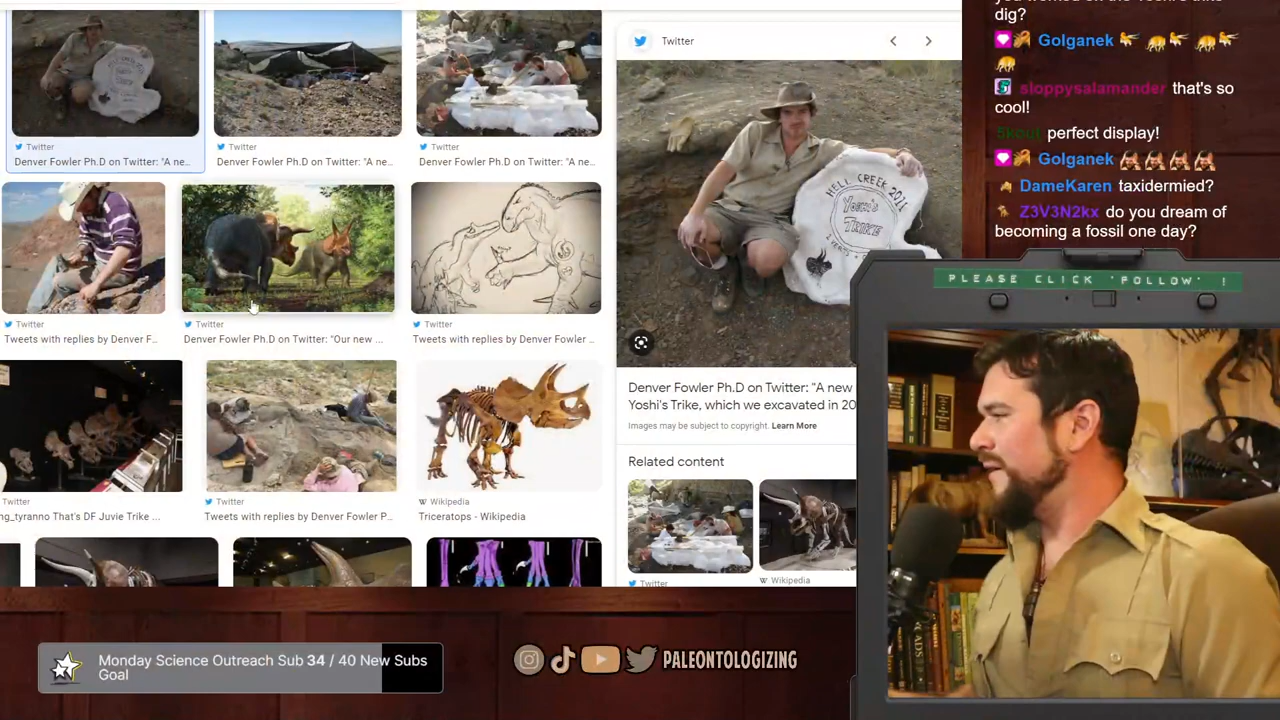 Twitter
Denver Fowler Ph.D on Twitter: "A ne...
Twitter
Denver Fowler Ph.D on Twitter: "A ne...
Twitter
Denver Fowler Ph.D on Twitter: "A ne...
Twitter
Tweets with replies by Denver F...
Twitter
Denver Fowler Ph.D on Twitter: "Our new ...
Twitter
Tweets with replies by Denver Fowler ...
Twitter
ng_tyranno That's DF Juvie Trike ...
Twitter
Tweets with replies by Denver Fowler P...
W Wikipedia
Triceratops - Wikipedia
Twitter
HELL CREEK 2011
Yoshi's
TRIKE
Denver Fowler Ph.D on Twitter: "A new
Yoshi's Trike, which we excavated in 20
Images may be subject to copyright. Learn More
Related content
Twitter
W Wikipedia
dig?
Golganek
sloppysalamander that's so
cool!
5kout perfect display!
Golganek
DameKaren taxidermied?
Z3V3N2kx do you dream of
becoming a fossil one day?
PLEASE CLICK 'FOLLOW' !
Monday Science Outreach Sub 34 / 40 New Subs
Goal
PALEONTOLOGIZING